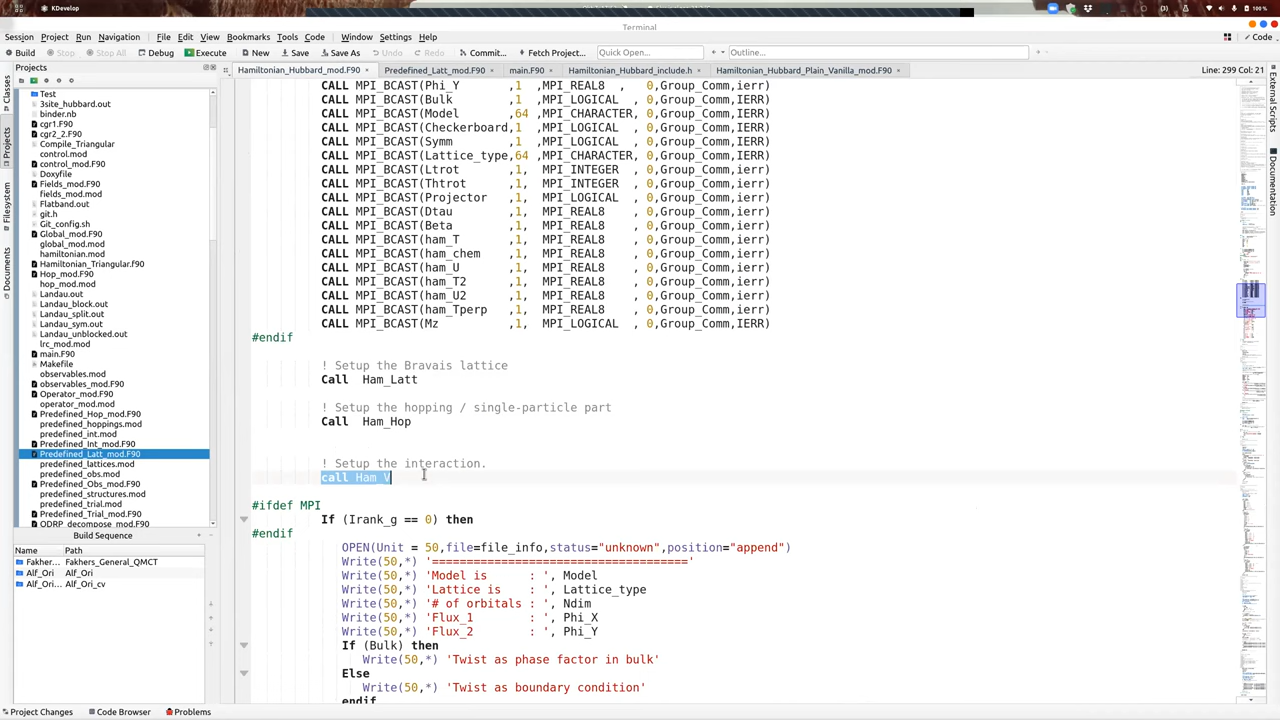 KDevelop
100 %
Terminal
Session Project Run Navigation File Edit View Bookmarks Tools Code Window Settings Help
Code
Build Stop Stop All Debug Execute New Save Save As Undo Redo Commit... Fetch Project... Quick Open... Outline...
Projects
Hamiltonian_Hubbard_mod.F90 Predefined_Latt_mod.F90 main.F90 Hamiltonian_Hubbard_include.h Hamiltonian_Hubbard_Plain_Vanilla_mod.F90 Line: 299 Col: 21
Classes
Projects
Filesystem
Documents
External Scripts
Documentation
Test
3site_hubbard.out
binder.nb
cgr1.F90
cgr2_2.F90
Compile_Triangular
control.mod
control_mod.F90
Doxyfile
Fields_mod.F90
fields_mod.mod
Flatband.out
git.h
Git_config.sh
Global_mod.F90
global_mod.mod
hamiltonian.mod
Hamiltonian_Triangular.f90
Hop_mod.F90
hop_mod.mod
Landau.out
Landau_block.out
Landau_split.out
Landau_sym.out
Landau_unblocked.out
lrc_mod.mod
main.F90
Makefile
observables.mod
observables_mod.F90
Operator_mod.F90
operator_mod.mod
Predefined_Hop_mod.F90
predefined_hopping.mod
predefined_int.mod
Predefined_Int_mod.F90
Predefined_Latt_mod.F90
predefined_lattices.mod
predefined_obs.mod
Predefined_Obs_mod.F90
predefined_structures.mod
predefined_Trial.mod
Predefined_Trial_mod.F90
QDRP_decompose_mod.F90
Build Sequence
Name Path
Fakher... Fakhers_General_QMCT
Alf_Ori... Alf_Ori
Alf_Ori... Alf_Ori_cv
CALL MPI_BCAST(Phi_Y ,1 ,MPI_REAL8 , 0,Group_Comm,ierr)
CALL MPI_BCAST(Bulk ,1 ,MPI_LOGICAL , 0,Group_Comm,IERR)
CALL MPI_BCAST(Model ,64 ,MPI_CHARACTER, 0,Group_Comm,IERR)
CALL MPI_BCAST(Checkerboard,1 ,MPI_LOGICAL , 0,Group_Comm,IERR)
CALL MPI_BCAST(Symm ,1 ,MPI_LOGICAL , 0,Group_Comm,IERR)
CALL MPI_BCAST(Lattice_type,64 ,MPI_CHARACTER, 0,Group_Comm,IERR)
CALL MPI_BCAST(Ltrot ,1, MPI_INTEGER , 0,Group_Comm,ierr)
CALL MPI_BCAST(Thtrot ,1, MPI_INTEGER , 0,Group_Comm,ierr)
CALL MPI_BCAST(Projector ,1, MPI_LOGICAL , 0,Group_Comm,ierr)
CALL MPI_BCAST(Dtau ,1, MPI_REAL8 , 0,Group_Comm,ierr)
CALL MPI_BCAST(Beta ,1, MPI_REAL8 , 0,Group_Comm,ierr)
CALL MPI_BCAST(ham_T ,1, MPI_REAL8 , 0,Group_Comm,ierr)
CALL MPI_BCAST(ham_chem ,1, MPI_REAL8 , 0,Group_Comm,ierr)
CALL MPI_BCAST(ham_U ,1, MPI_REAL8 , 0,Group_Comm,ierr)
CALL MPI_BCAST(ham_T2 ,1, MPI_REAL8 , 0,Group_Comm,ierr)
CALL MPI_BCAST(ham_U2 ,1, MPI_REAL8 , 0,Group_Comm,ierr)
CALL MPI_BCAST(ham_Tperp ,1, MPI_REAL8 , 0,Group_Comm,ierr)
CALL MPI_BCAST(Mz ,1, MPI_LOGICAL , 0,Group_Comm,IERR)
#endif
! Setup the Bravais lattice
Call Ham_Latt
! Setup the hopping / single-particle part
Call Ham_Hop
! Setup the interaction.
call Ham_V
#ifdef MPI
If (Irank_g == 0) then
#endif
OPEN(Unit = 50,file=file_info,status="unknown",position="append")
Write(50,*) '====================================='
Write(50,*) 'Model is : ', Model
Write(50,*) 'Lattice is : ', Lattice_type
Write(50,*) '# of orbitals : ', Ndim
Write(50,*) 'Flux_1 : ', Phi_X
Write(50,*) 'Flux_2 : ', Phi_Y
If (Bulk) then
Write(50,*) 'Twist as phase factor in bulk'
Else
Write(50,*) 'Twist as boundary condition'
endif
Project Changes Code Browser Problems